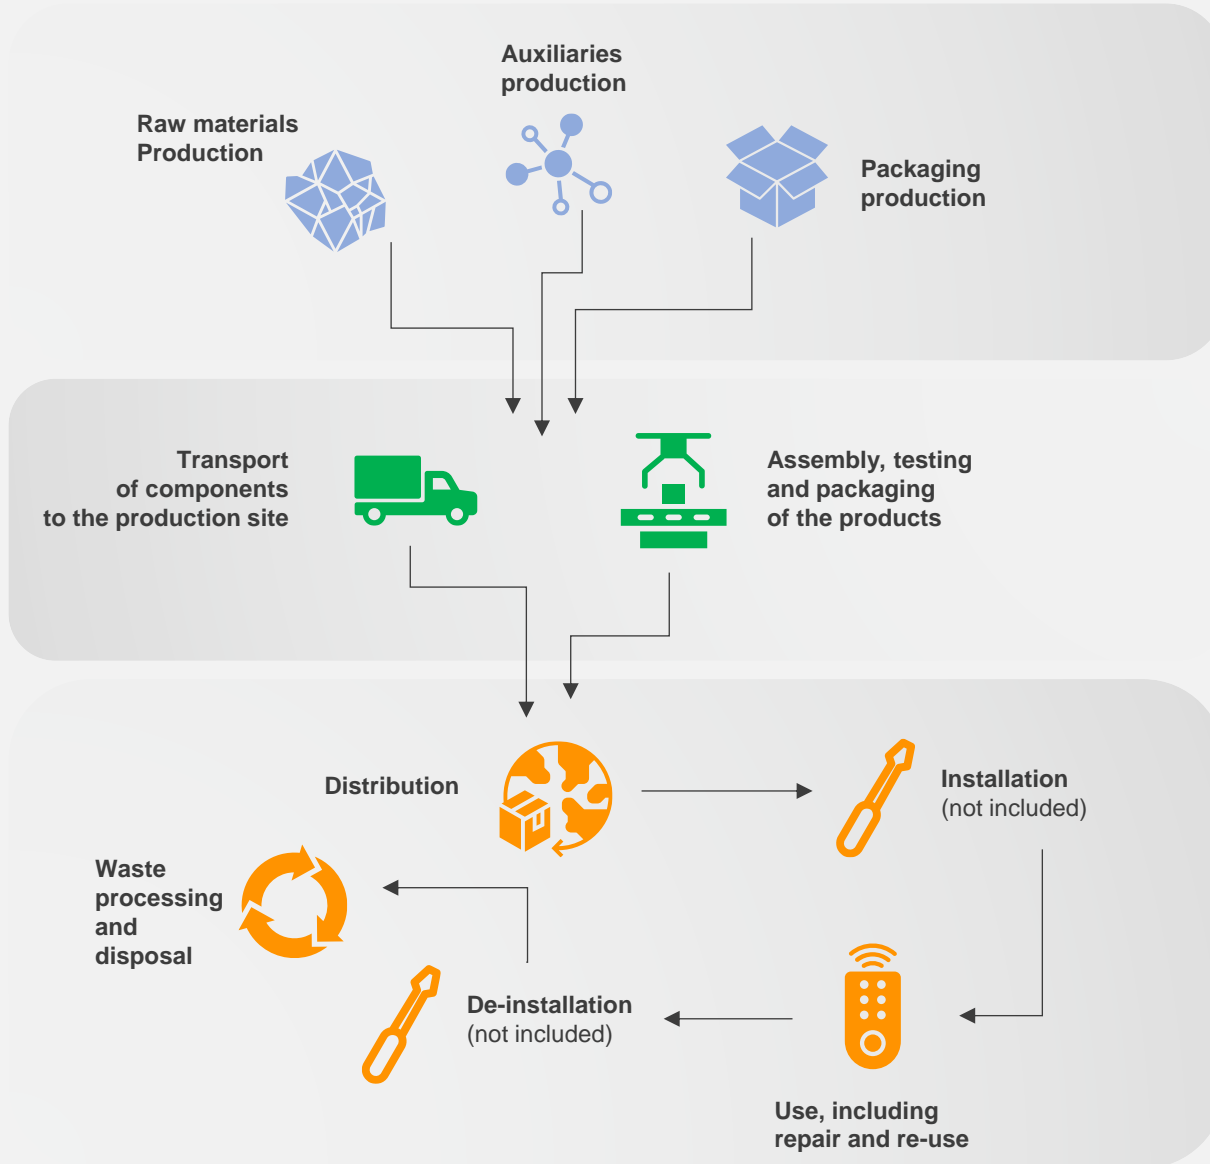 Auxiliaries
production
Raw materials
Production
Packaging
production
Transport
of components
to the production site
Assembly, testing
and packaging
of the products
Distribution
Installation
(not included)
Waste
processing
and
disposal
De-installation
(not included)
Use, including
repair and re-use